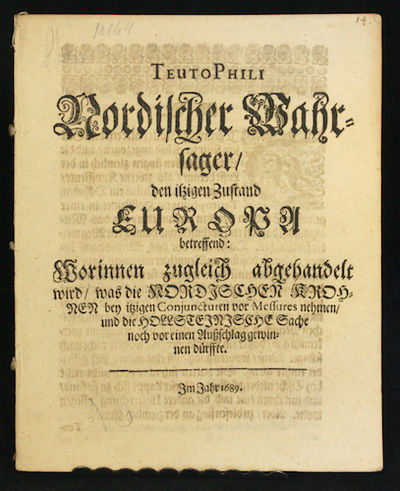 10164
14.
TEUTOPHILI
Nordiſcher Wahr-
ſager/
den itzigen Zuſtand
EUROPA
betreffend:
Worinnen zugleich abgehandelt
wird/ was die NORDISCHEN KROH-
NEN bey itzigen Conjuncturen vor Meſſures nehmen/
und die HOLLSTEINISCHE Sache
noch vor einen Außſchlag gewin-
nen dürffte.
Im Jahr 1689.